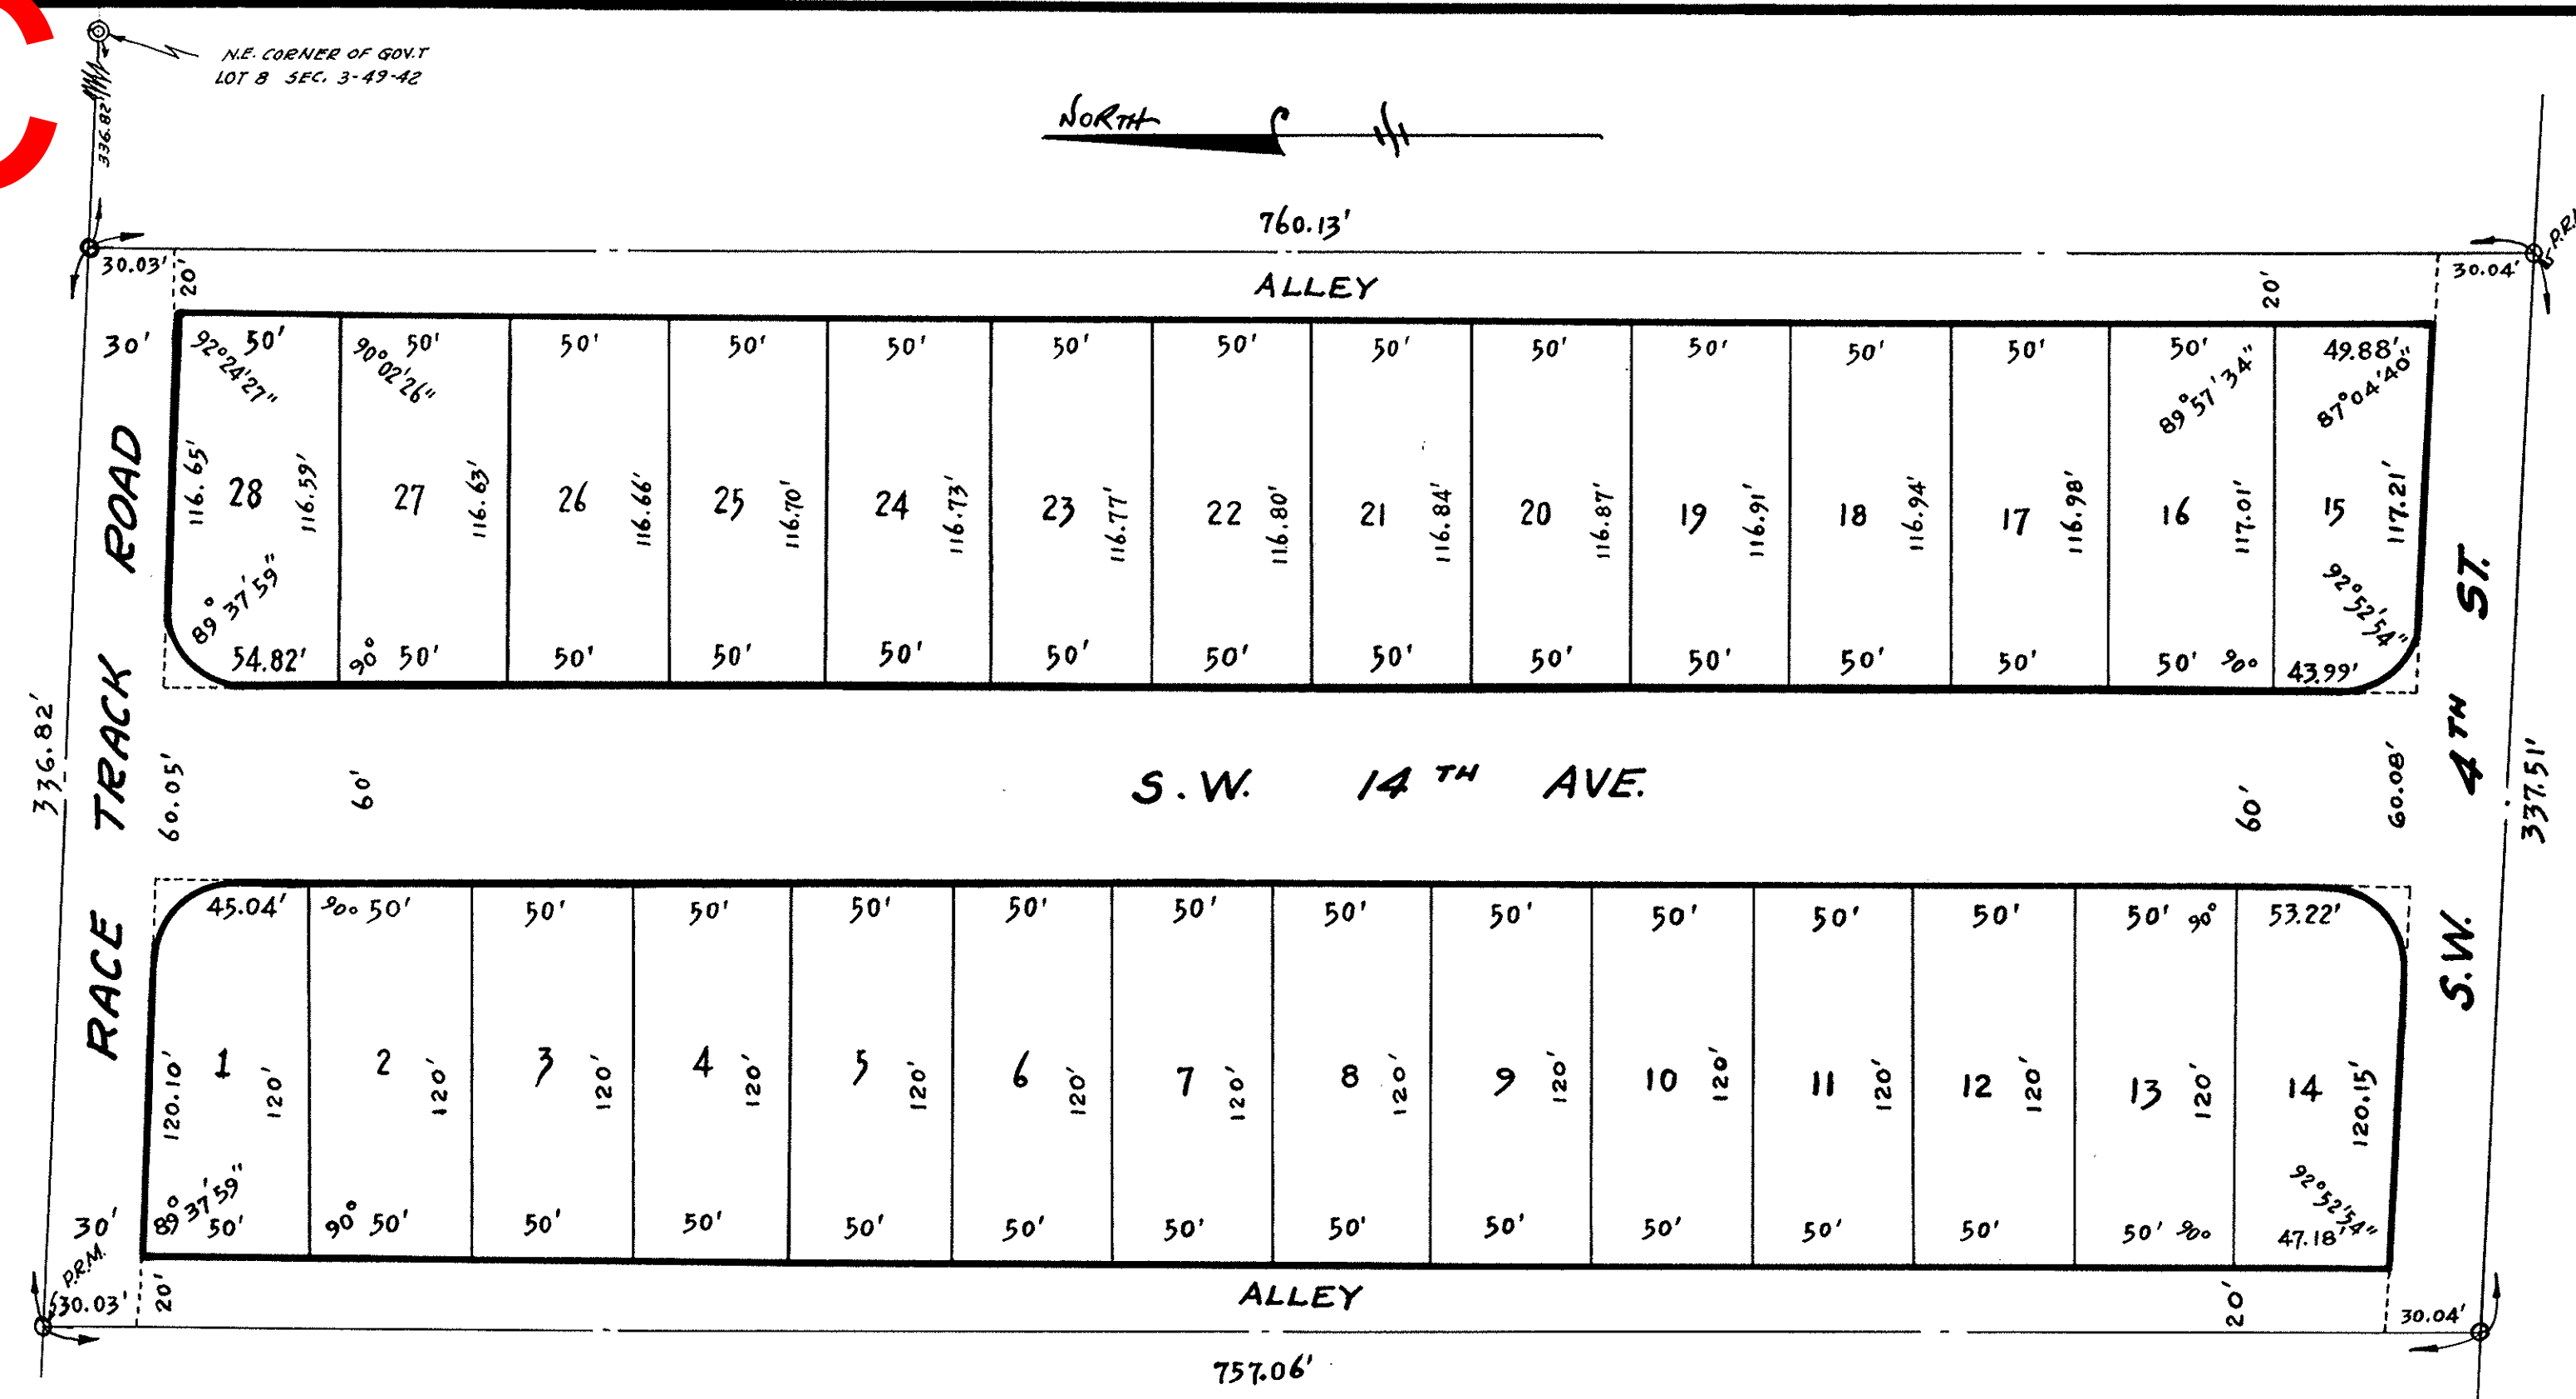 N.E. CORNER OF GOV.T
LOT 8 SEC. 3-49-42
336.82'
NORTH
760.13'
30.03'
20'
ALLEY
20'
30.04'
30'
50' 50' 50' 50' 50' 50' 50' 50' 50' 50' 50' 50' 50' 49.88'
92°24'27" 90°02'26" 89°57'34" 87°04'40"
116.65' 28 116.59' 27 116.63' 26 116.66' 25 116.70' 24 116.73' 23 116.77' 22 116.80' 21 116.84' 20 116.87' 19 116.91' 18 116.94' 17 116.98' 16 117.01' 15 117.21'
89°37'59" 92°52'54"
54.82' 90° 50' 50' 50' 50' 50' 50' 50' 50' 50' 50' 50' 50' 90° 43.99'
RACE TRACK ROAD
336.82'
60.05'
60'
S.W. 14TH AVE.
60'
60.08'
S.W. 4TH ST.
337.51'
45.04' 90° 50' 50' 50' 50' 50' 50' 50' 50' 50' 50' 50' 50' 90° 53.22'
120.10' 1 120' 2 120' 3 120' 4 120' 5 120' 6 120' 7 120' 8 120' 9 120' 10 120' 11 120' 12 120' 13 120' 14 120.15'
89°37'59" 92°52'54"
30'
50' 90° 50' 50' 50' 50' 50' 50' 50' 50' 50' 50' 50' 50' 90° 47.18'
P.R.M.
30.03'
20'
ALLEY
20'
30.04'
757.06'